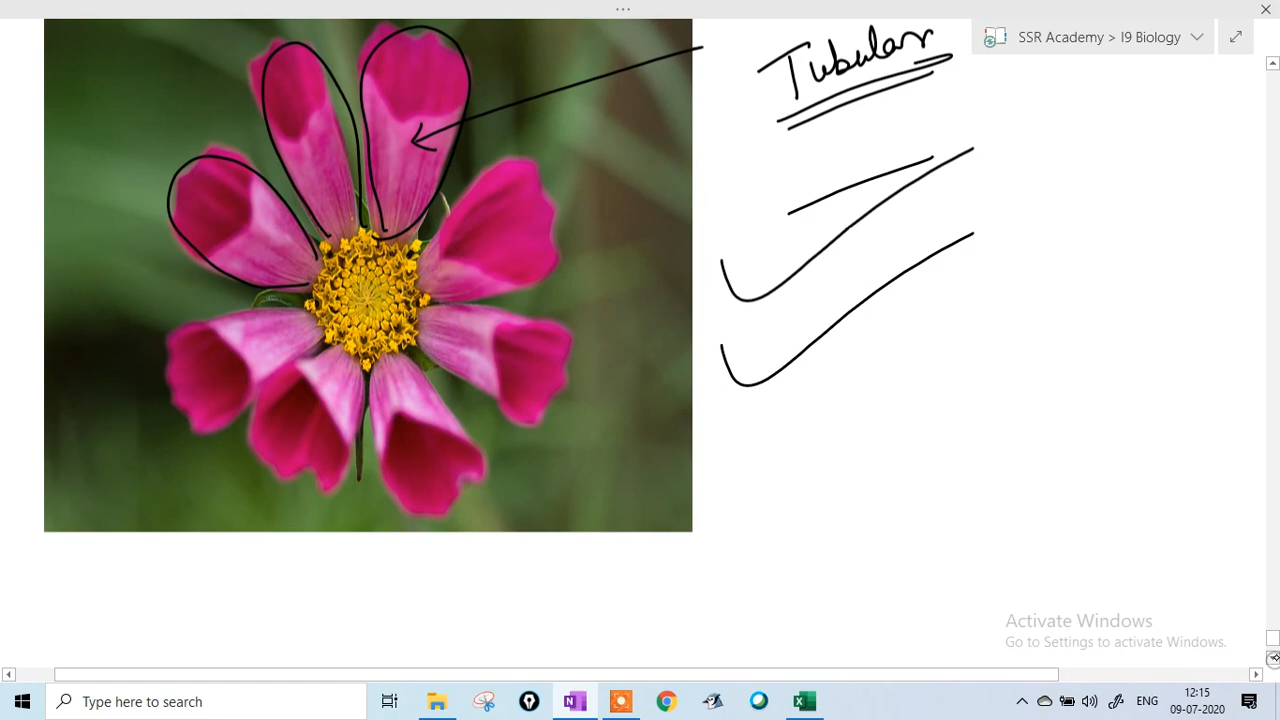 SSR Academy > I9 Biology
Tubular
Activate Windows
Go to Settings to activate Windows.
Type here to search
ENG
12:15
09-07-2020